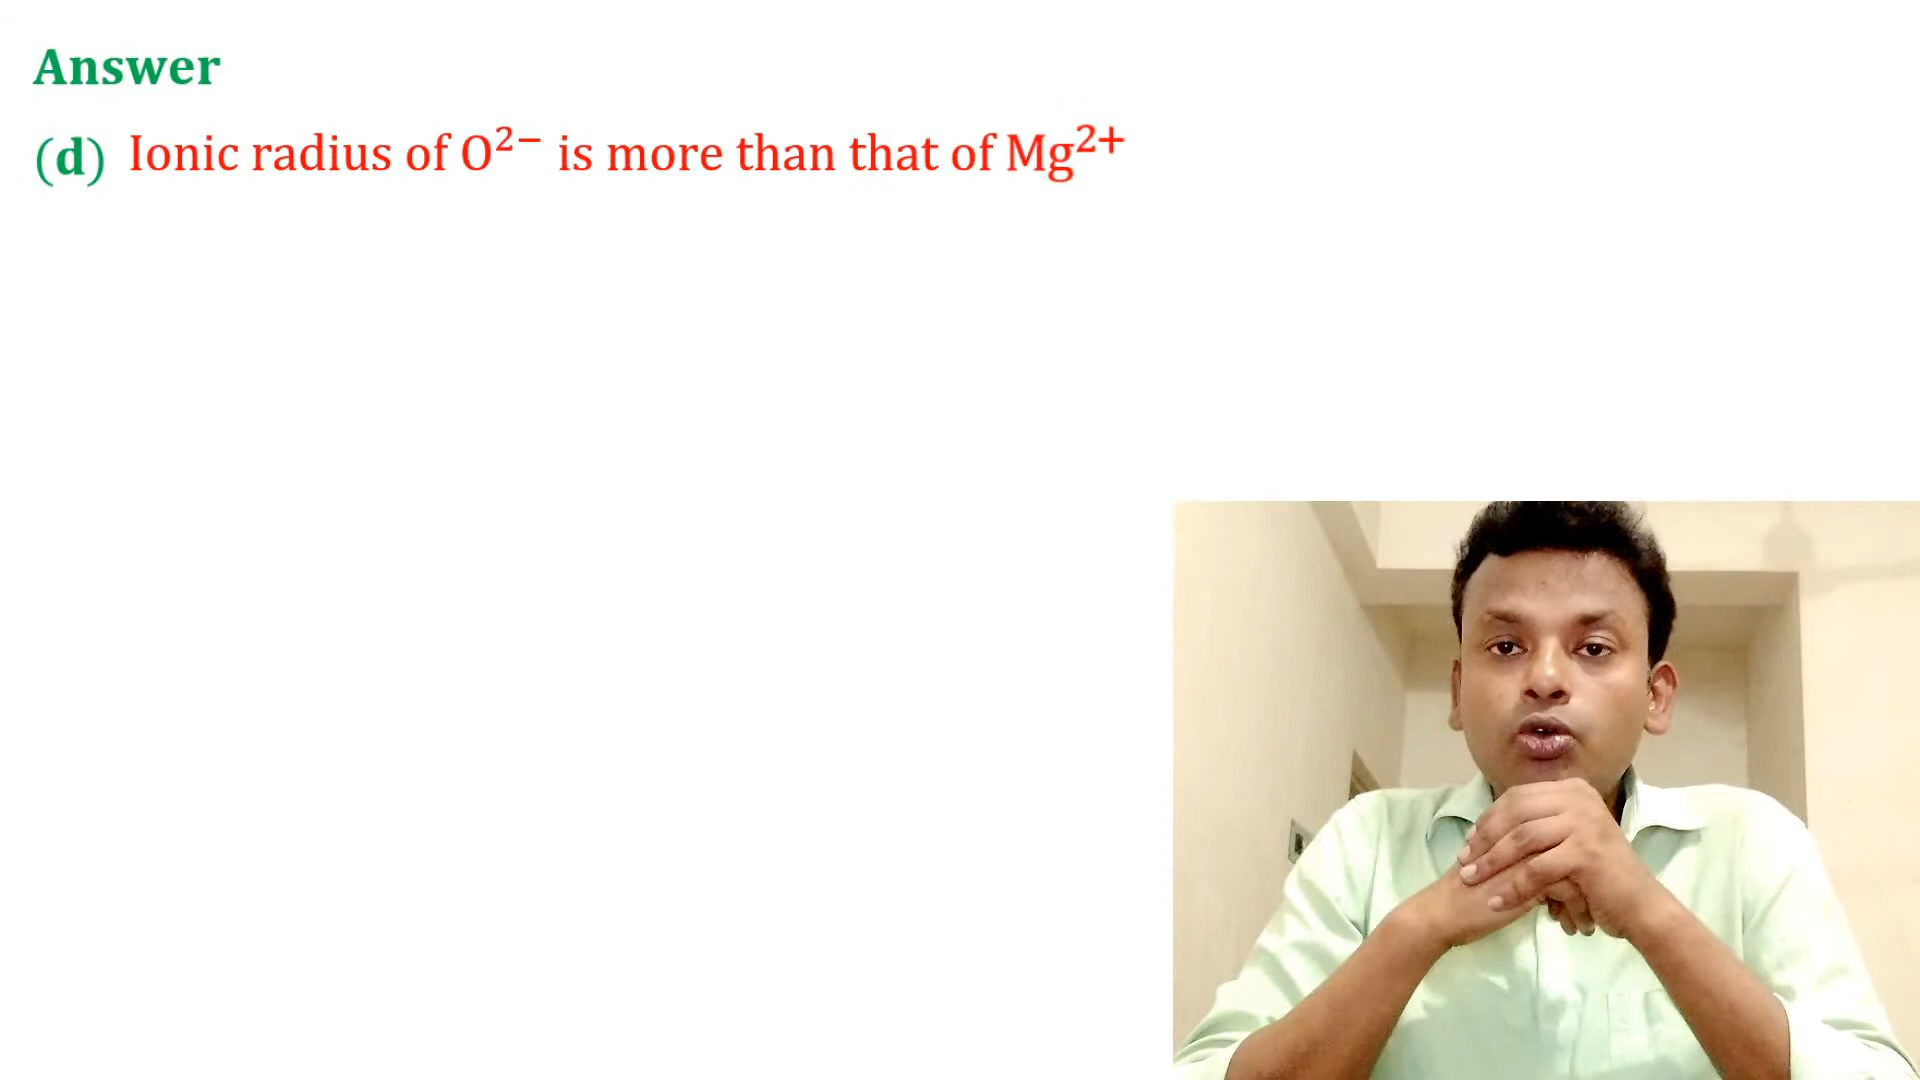 Answer
(d) Ionic radius of O²⁻ is more than that of Mg²⁺